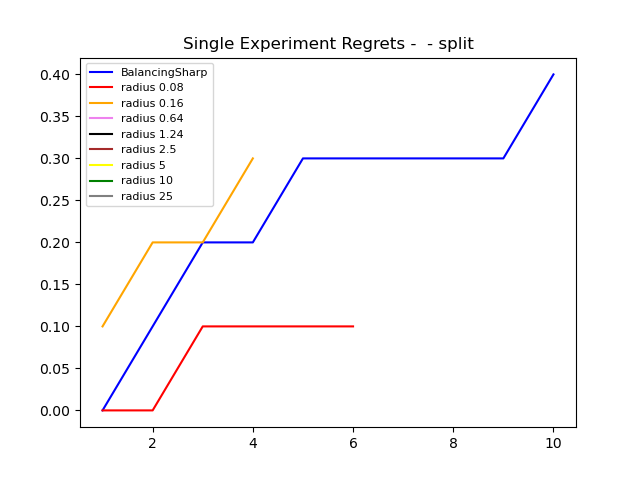 Single Experiment Regrets -  - split
BalancingSharp
radius 0.08
radius 0.16
radius 0.64
radius 1.24
radius 2.5
radius 5
radius 10
radius 25
0.40
0.35
0.30
0.25
0.20
0.15
0.10
0.05
0.00
2 4 6 8 10